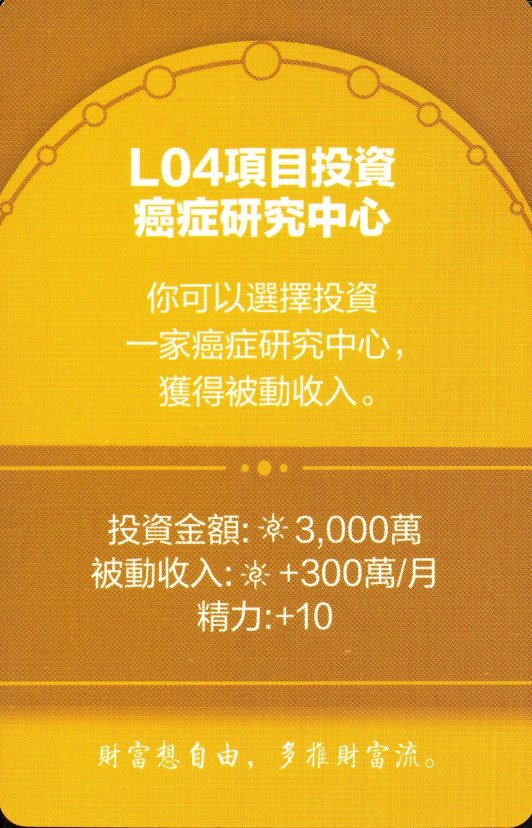 L04項目投資
癌症研究中心
你可以選擇投資
一家癌症研究中心，
獲得被動收入。
投資金額: 3,000萬
被動收入: +300萬/月
精力:+10
財富想自由，多推財富流。